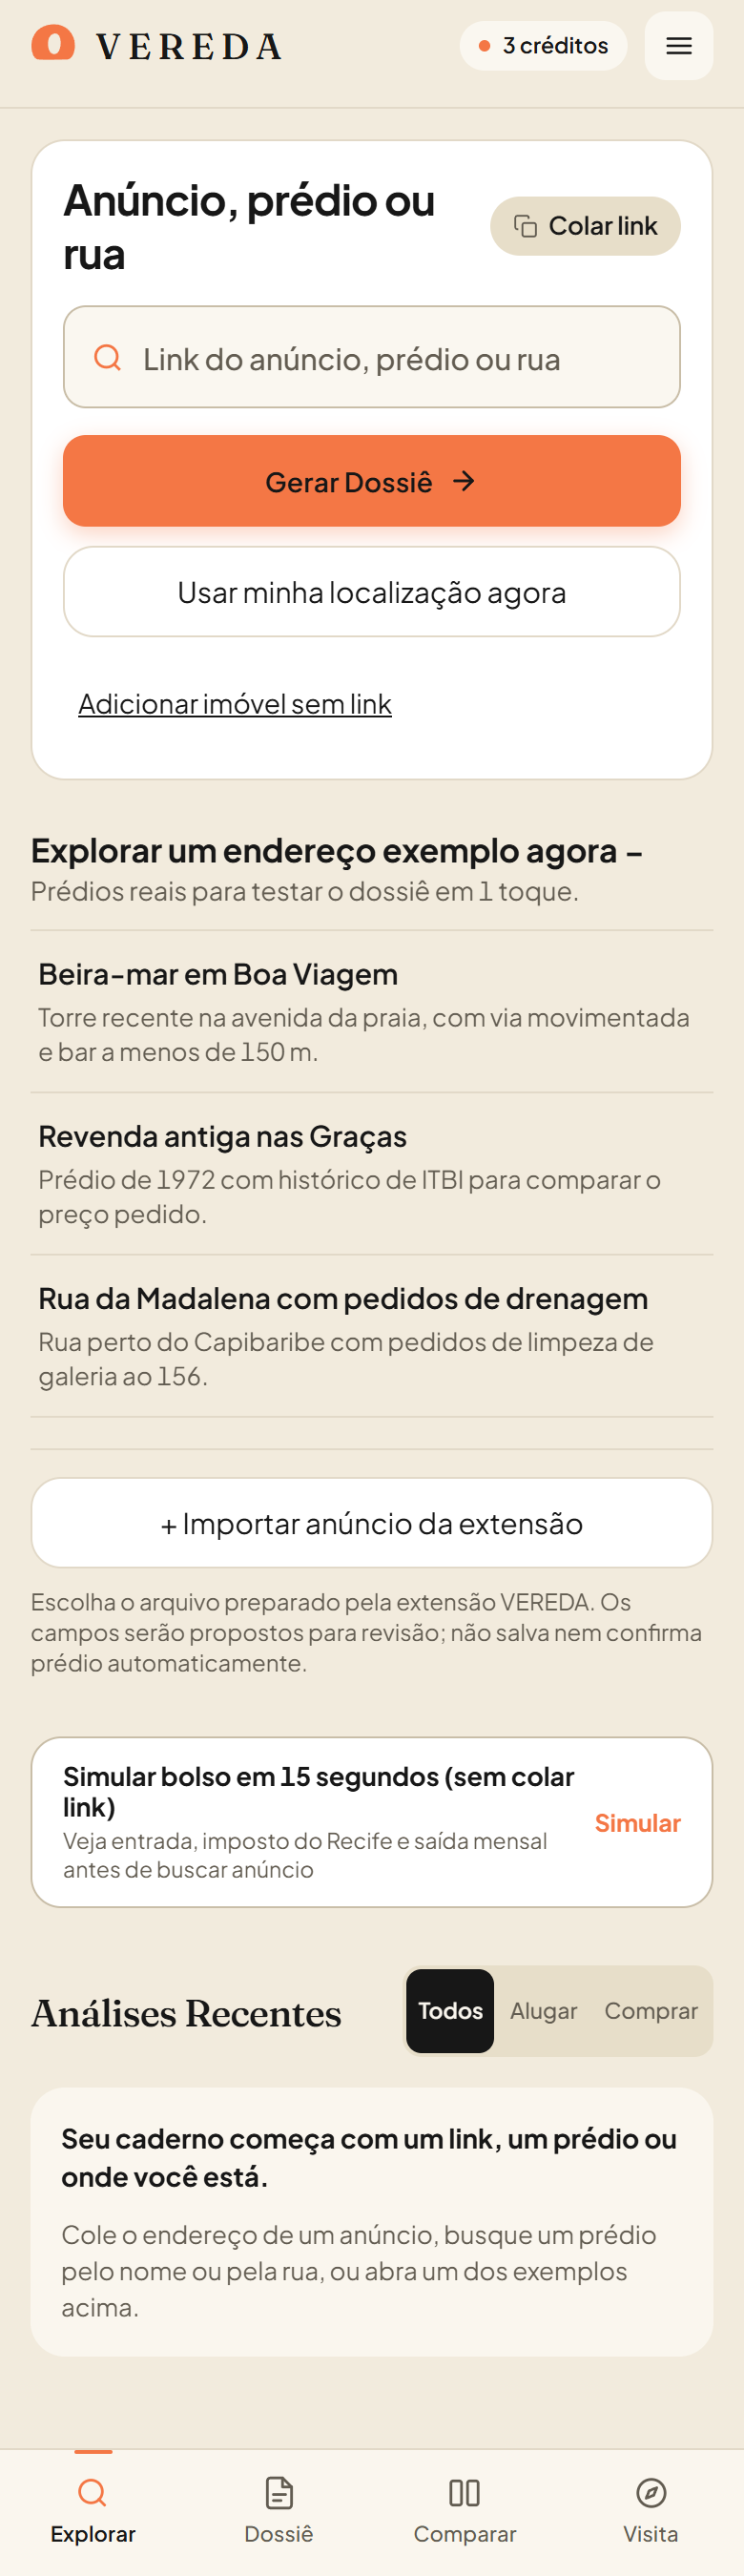 VEREDA
3 créditos
Anúncio, prédio ou
rua
Colar link
Link do anúncio, prédio ou rua
Gerar Dossiê →
Usar minha localização agora
Adicionar imóvel sem link
Explorar um endereço exemplo agora –
Prédios reais para testar o dossiê em 1 toque.
Beira-mar em Boa Viagem
Torre recente na avenida da praia, com via movimentada
e bar a menos de 150 m.
Revenda antiga nas Graças
Prédio de 1972 com histórico de ITBI para comparar o
preço pedido.
Rua da Madalena com pedidos de drenagem
Rua perto do Capibaribe com pedidos de limpeza de
galeria ao 156.
+ Importar anúncio da extensão
Escolha o arquivo preparado pela extensão VEREDA. Os
campos serão propostos para revisão; não salva nem confirma
prédio automaticamente.
Simular bolso em 15 segundos (sem colar
link)
Veja entrada, imposto do Recife e saída mensal
antes de buscar anúncio
Simular
Análises Recentes
Todos Alugar Comprar
Seu caderno começa com um link, um prédio ou
onde você está.
Cole o endereço de um anúncio, busque um prédio
pelo nome ou pela rua, ou abra um dos exemplos
acima.
Explorar Dossiê Comparar Visita